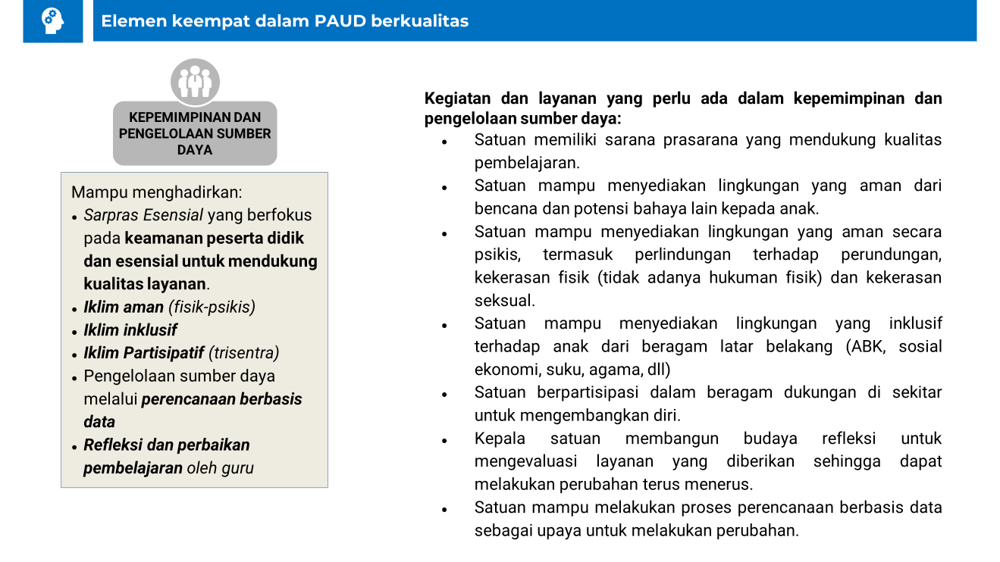 Elemen keempat dalam PAUD berkualitas
KEPEMIMPINAN DAN
PENGELOLAAN SUMBER
DAYA
Mampu menghadirkan:
• Sarpras Esensial yang berfokus
pada keamanan peserta didik
dan esensial untuk mendukung
kualitas layanan.
• Iklim aman (fisik-psikis)
• Iklim inklusif
• Iklim Partisipatif (trisentra)
• Pengelolaan sumber daya
melalui perencanaan berbasis
data
• Refleksi dan perbaikan
pembelajaran oleh guru
Kegiatan dan layanan yang perlu ada dalam kepemimpinan dan
pengelolaan sumber daya:
• Satuan memiliki sarana prasarana yang mendukung kualitas
pembelajaran.
• Satuan mampu menyediakan lingkungan yang aman dari
bencana dan potensi bahaya lain kepada anak.
• Satuan mampu menyediakan lingkungan yang aman secara
psikis, termasuk perlindungan terhadap perundungan,
kekerasan fisik (tidak adanya hukuman fisik) dan kekerasan
seksual.
• Satuan mampu menyediakan lingkungan yang inklusif
terhadap anak dari beragam latar belakang (ABK, sosial
ekonomi, suku, agama, dll)
• Satuan berpartisipasi dalam beragam dukungan di sekitar
untuk mengembangkan diri.
• Kepala satuan membangun budaya refleksi untuk
mengevaluasi layanan yang diberikan sehingga dapat
melakukan perubahan terus menerus.
• Satuan mampu melakukan proses perencanaan berbasis data
sebagai upaya untuk melakukan perubahan.